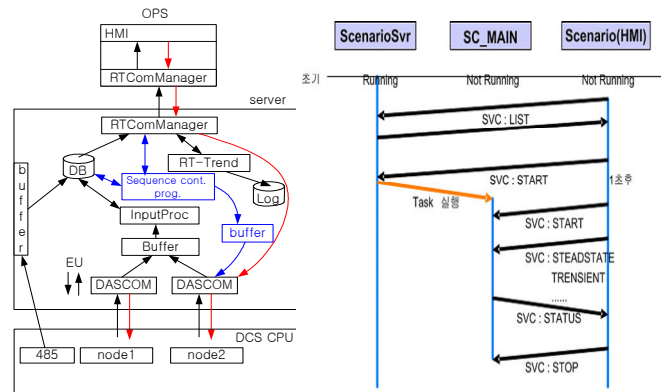 OPS
HMI
RTComManager
server
RTComManager
buffer
DB
RT-Trend
Sequence cont.
prog.
Log
InputProc
buffer
Buffer
EU
DASCOM
DASCOM
DCS CPU
485
node1
node2
ScenarioSvr
SC_MAIN
Scenario(HMI)
초기
Running
Not Running
Not Running
SVC : LIST
SVC : START
1초후
Task 실행
SVC : START
SVC : STEADSTATE
TRENSIENT
......
SVC : STATUS
SVC : STOP